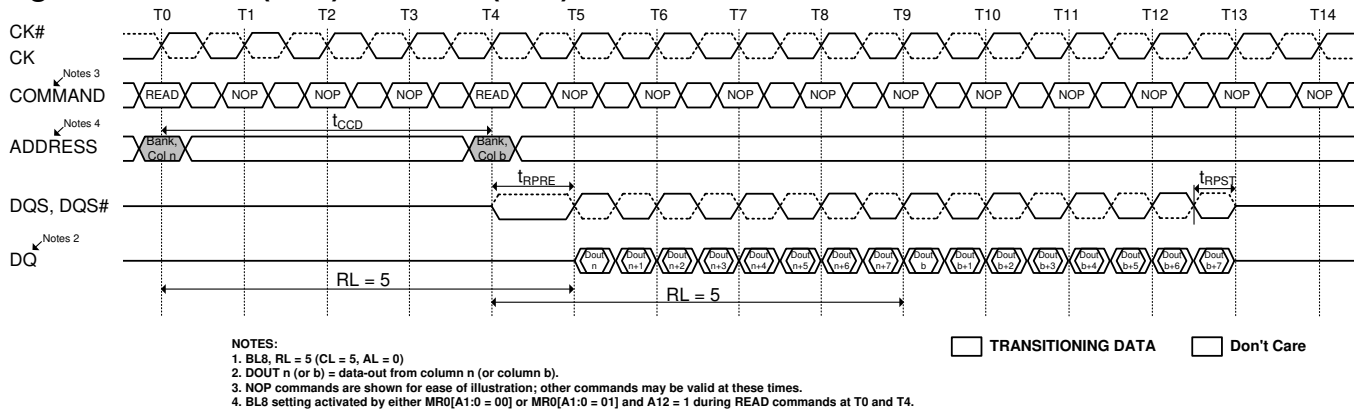 T0 T1 T2 T3 T4 T5 T6 T7 T8 T9 T10 T11 T12 T13 T14
CK#
CK
Notes 3
COMMAND READ NOP NOP NOP READ NOP NOP NOP NOP NOP NOP NOP NOP NOP NOP
tCCD
Notes 4
ADDRESS Bank, Col n Bank, Col b
tRPRE tRPST
DQS, DQS#
Notes 2
DQ Dout n Dout n+1 Dout n+2 Dout n+3 Dout n+4 Dout n+5 Dout n+6 Dout n+7 Dout b Dout b+1 Dout b+2 Dout b+3 Dout b+4 Dout b+5 Dout b+6 Dout b+7
RL = 5 RL = 5
NOTES:
1. BL8, RL = 5 (CL = 5, AL = 0)
2. DOUT n (or b) = data-out from column n (or column b).
3. NOP commands are shown for ease of illustration; other commands may be valid at these times.
4. BL8 setting activated by either MR0[A1:0 = 00] or MR0[A1:0 = 01] and A12 = 1 during READ commands at T0 and T4.
TRANSITIONING DATA Don't Care